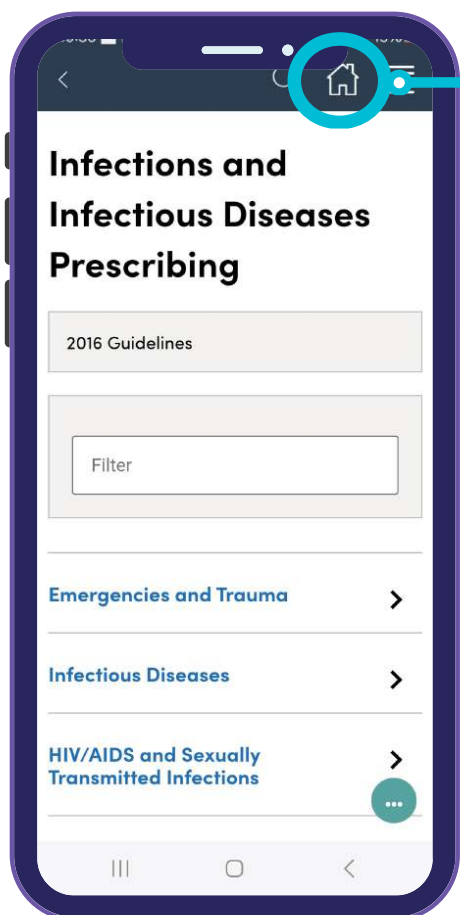 Infections and
Infectious Diseases
Prescribing
2016 Guidelines
Filter
Emergencies and Trauma
Infectious Diseases
HIV/AIDS and Sexually
Transmitted Infections